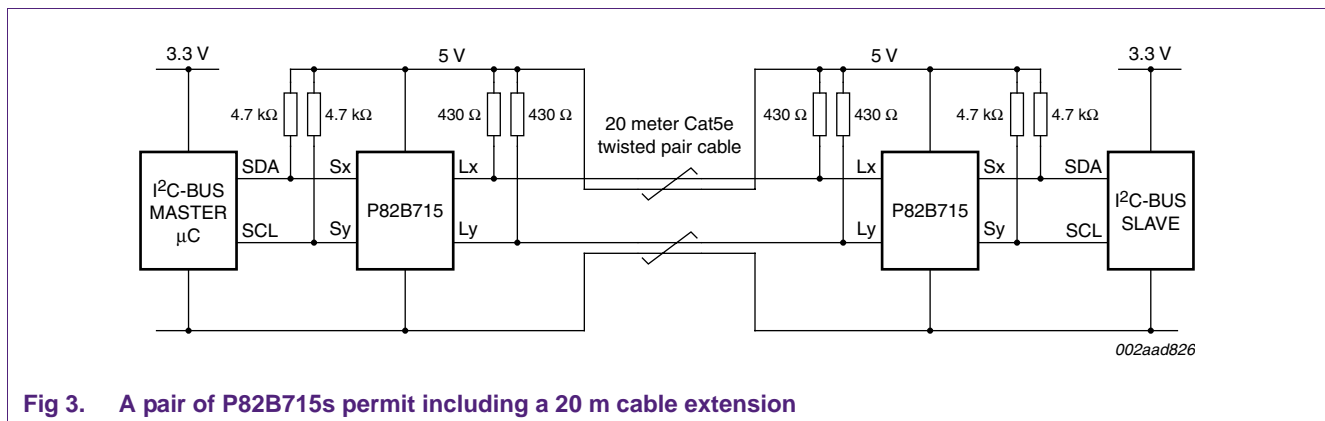 3.3 V
5 V
5 V
3.3 V
4.7 kΩ
4.7 kΩ
430 Ω
430 Ω
20 meter Cat5e
twisted pair cable
430 Ω
430 Ω
4.7 kΩ
4.7 kΩ
I²C-BUS
MASTER
μC
SDA
SCL
Sx
Sy
P82B715
Lx
Ly
Lx
Ly
P82B715
Sx
Sy
SDA
SCL
I²C-BUS
SLAVE
002aad826
Fig 3. A pair of P82B715s permit including a 20 m cable extension